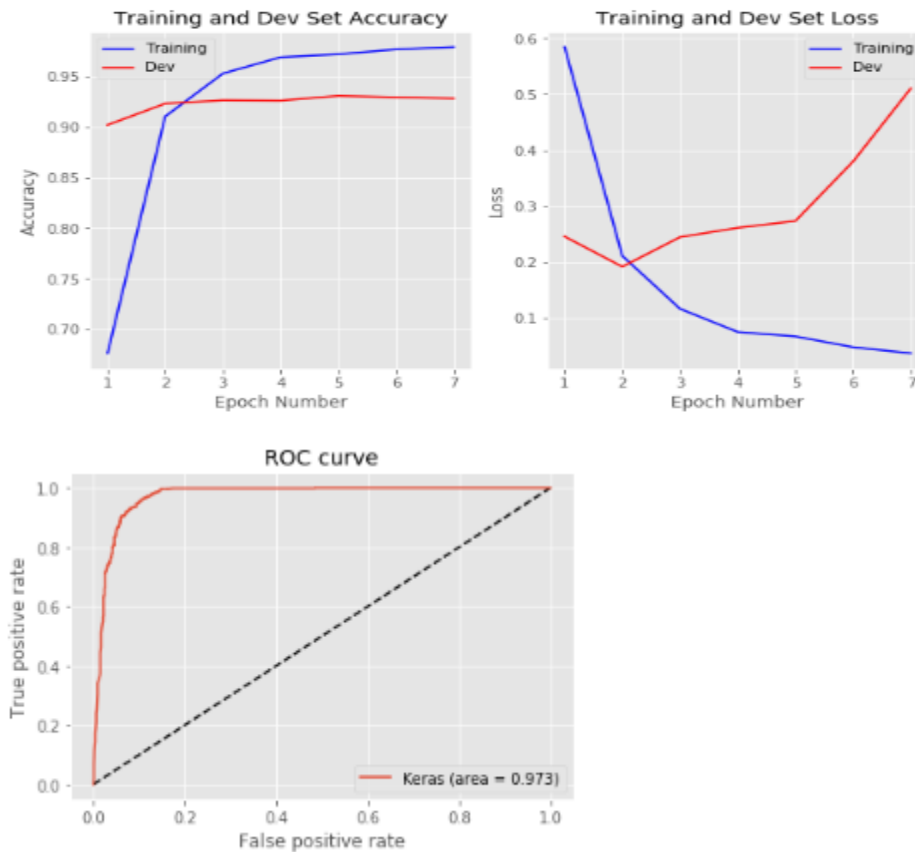 Training and Dev Set Accuracy
Training
Dev
0.95
0.90
0.85
0.80
0.75
0.70
Accuracy
1 2 3 4 5 6 7
Epoch Number
Training and Dev Set Loss
Training
Dev
0.6
0.5
0.4
0.3
0.2
0.1
Loss
1 2 3 4 5 6 7
Epoch Number
ROC curve
1.0
0.8
0.6
0.4
0.2
0.0
True positive rate
Keras (area = 0.973)
0.0 0.2 0.4 0.6 0.8 1.0
False positive rate